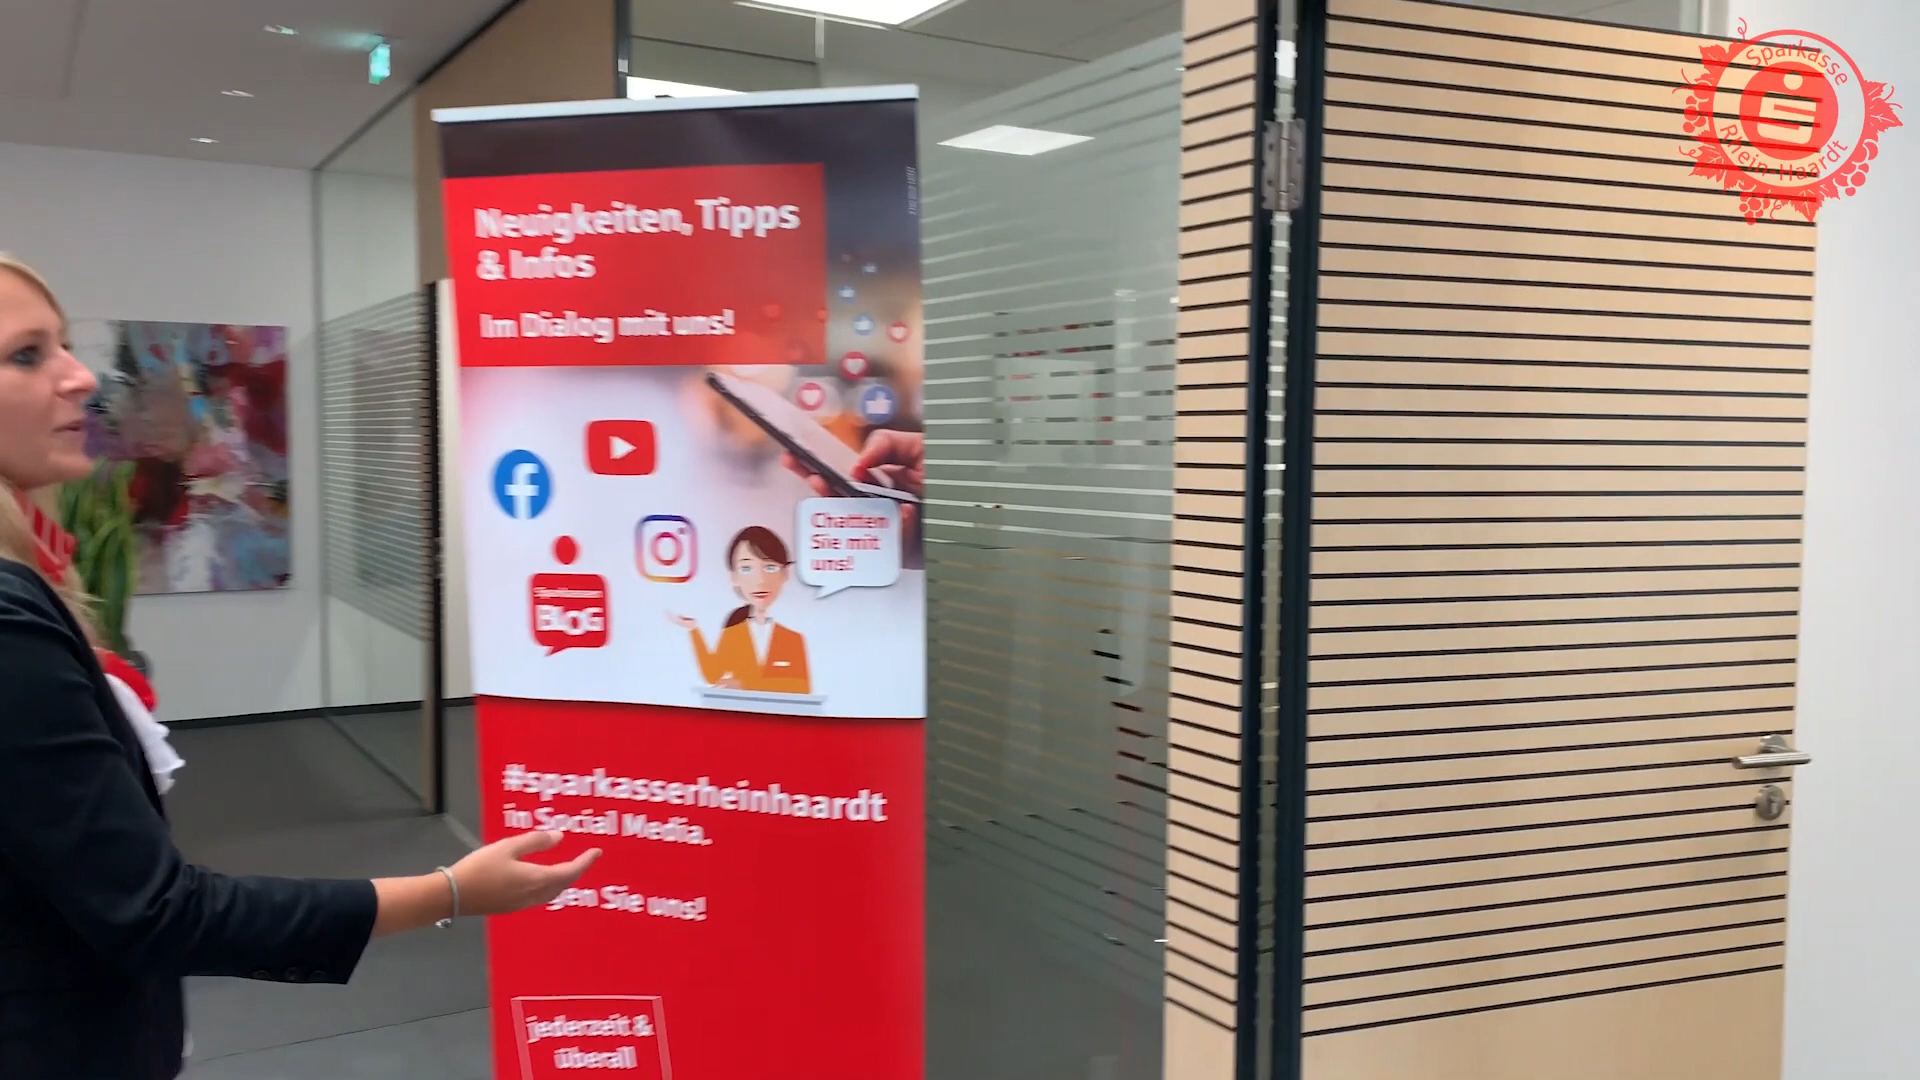 Neuigkeiten, Tipps
& Infos
Im Dialog mit uns!
Chatten
Sie mit
uns!
BLOG
#sparkasserheinhaardt
in Social Media.
gen Sie uns!
jederzeit &
überall
Sparkasse
Rhein-Haardt